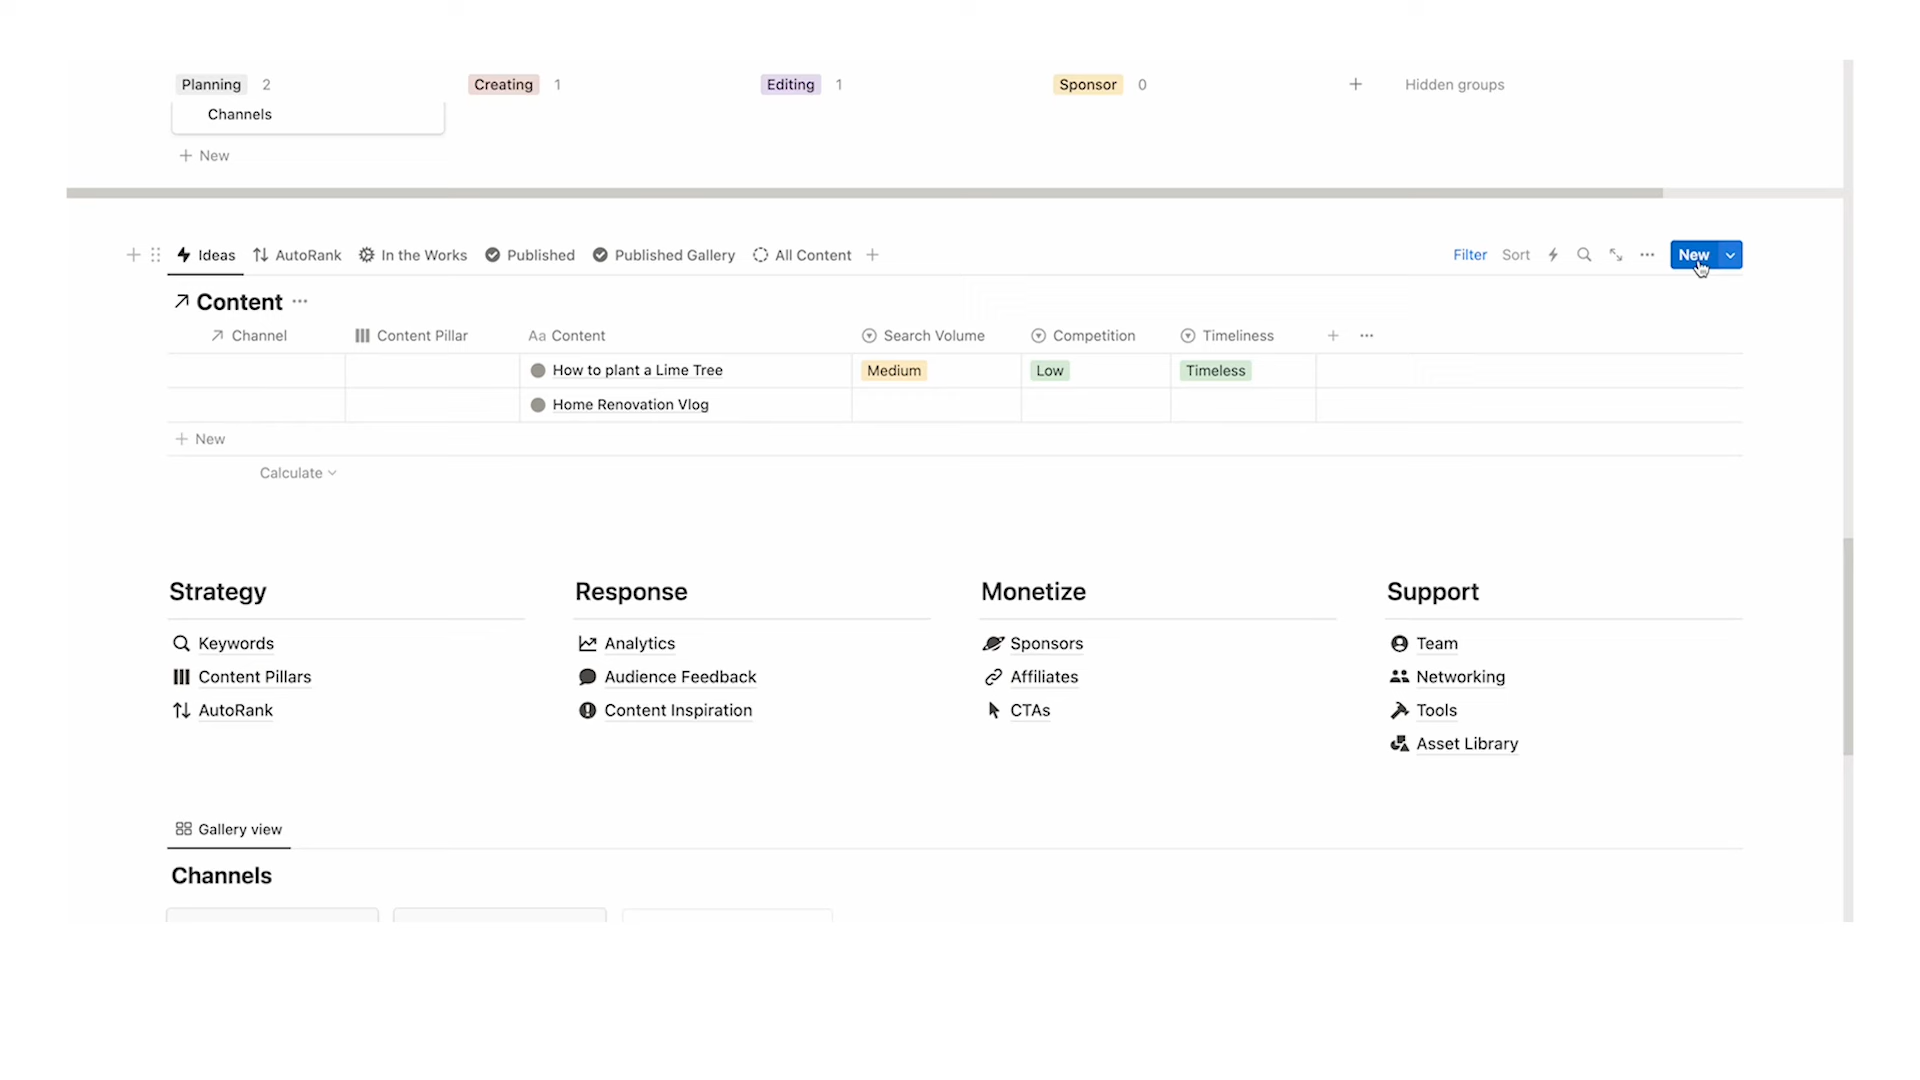 Planning 2 Creating 1 Editing 1 Sponsor 0 + Hidden groups
Channels
+ New
Ideas AutoRank In the Works Published Published Gallery All Content + Filter Sort New
Content
Channel Content Pillar Aa Content Search Volume Competition Timeliness +
How to plant a Lime Tree Medium Low Timeless
Home Renovation Vlog
+ New
Calculate
Strategy Response Monetize Support
Keywords Analytics Sponsors Team
Content Pillars Audience Feedback Affiliates Networking
AutoRank Content Inspiration CTAs Tools
Asset Library
Gallery view
Channels